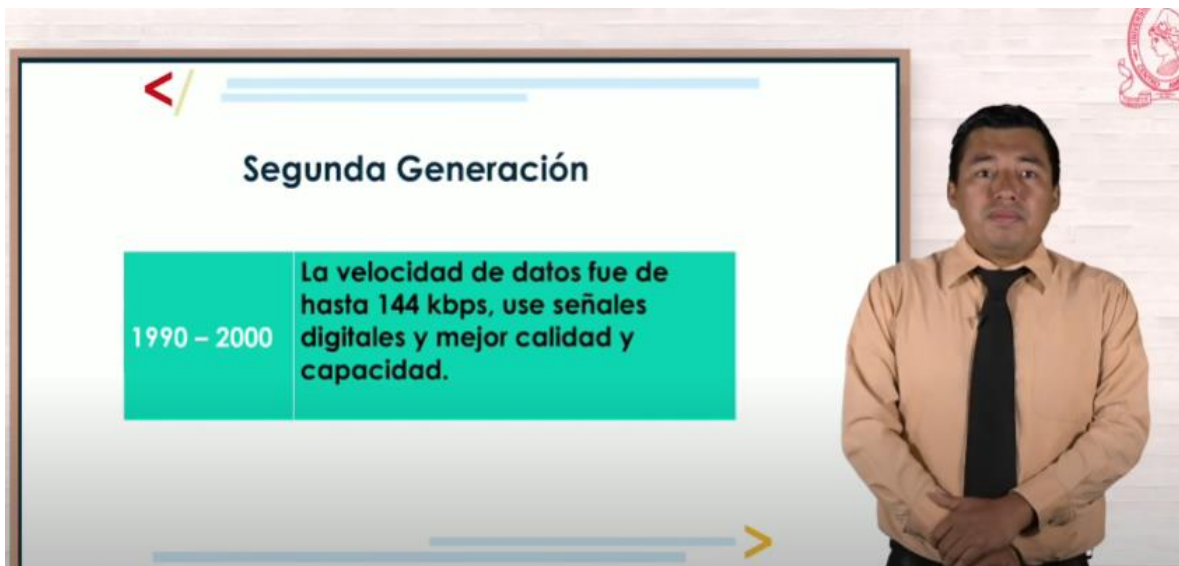 </
Segunda Generación
1990 – 2000
La velocidad de datos fue de
hasta 144 kbps, use señales
digitales y mejor calidad y
capacidad.
>